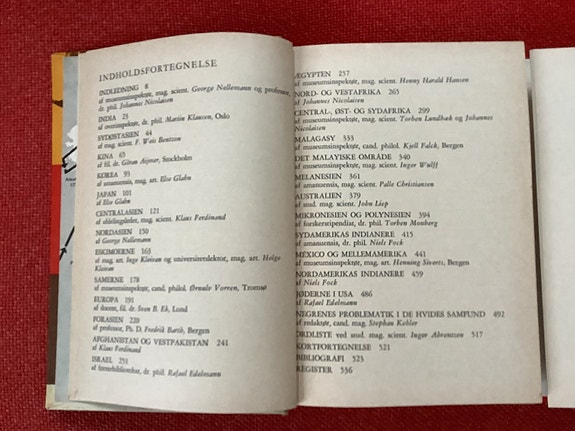 INDHOLDSFORTEGNELSE
INDLEDNING 8
af museumsinspektør, mag. scient. George Nellemann og professor,
dr. phil. Johannes Nicolaisen
INDIA 23
af overinspektør, dr. phil. Martin Klausen, Oslo
SYDØSTASIEN 44
af mag. scient. F. Wais Bentzon
KINA 65
af fil. dr. Göran Aijmer, Stockholm
KOREA 93
af amanuensis, mag. art. Else Glahn
JAPAN 101
af Else Glahn
CENTRALASIEN 121
af afdelingsleder, mag. scient. Klaus Ferdinand
NORDASIEN 150
af George Nellemann
ESKIMOERNE 163
af mag. art. Inge Kleivan og universitetslektor, mag. art. Helge
Kleivan
SAMERNE 178
af museumsinspektør, cand. philol. Ørnulv Vorren, Tromsø
EUROPA 191
af docent, fil. dr. Sven B. Ek, Lund
FORASIEN 220
af professor, Ph. D. Fredrik Barth, Bergen
AFGHANISTAN OG VESTPAKISTAN 241
af Klaus Ferdinand
ISRAEL 251
af førstebibliotekar, dr. phil. Rafael Edelmann
ÆGYPTEN 257
af museumsinspektør, mag. scient. Henny Harald Hansen
NORD- OG VESTAFRIKA 265
af Johannes Nicolaisen
CENTRAL-, ØST- OG SYDAFRIKA 299
af museumsinspektør, mag. scient. Torben Lundbæk og Johannes
Nicolaisen
MALAGASY 333
af museumsinspektør, cand. philol. Kjell Falck, Bergen
DET MALAYISKE OMRÅDE 340
af museumsinspektør, mag. scient. Inger Wulff
MELANESIEN 361
af amanuensis, mag. scient. Palle Christiansen
AUSTRALIEN 379
af stud. mag. scient. John Liep
MIKRONESIEN OG POLYNESIEN 394
af forskerstipendiat, dr. phil. Torben Monberg
SYDAMERIKAS INDIANERE 415
af amanuensis, dr. phil. Niels Fock
MEXICO OG MELLEMAMERIKA 441
af museumsinspektør, mag. art. Henning Siverts, Bergen
NORDAMERIKAS INDIANERE 459
af Niels Fock
JØDERNE I USA 486
af Rafael Edelmann
NEGRENES PROBLEMATIK I DE HVIDES SAMFUND 492
af redaktør, cand. mag. Stephan Kehler
ORDLISTE ved stud. mag. scient. Inger Abrentzen 517
KORTFORTEGNELSE 521
BIBLIOGRAFI 523
REGISTER 536